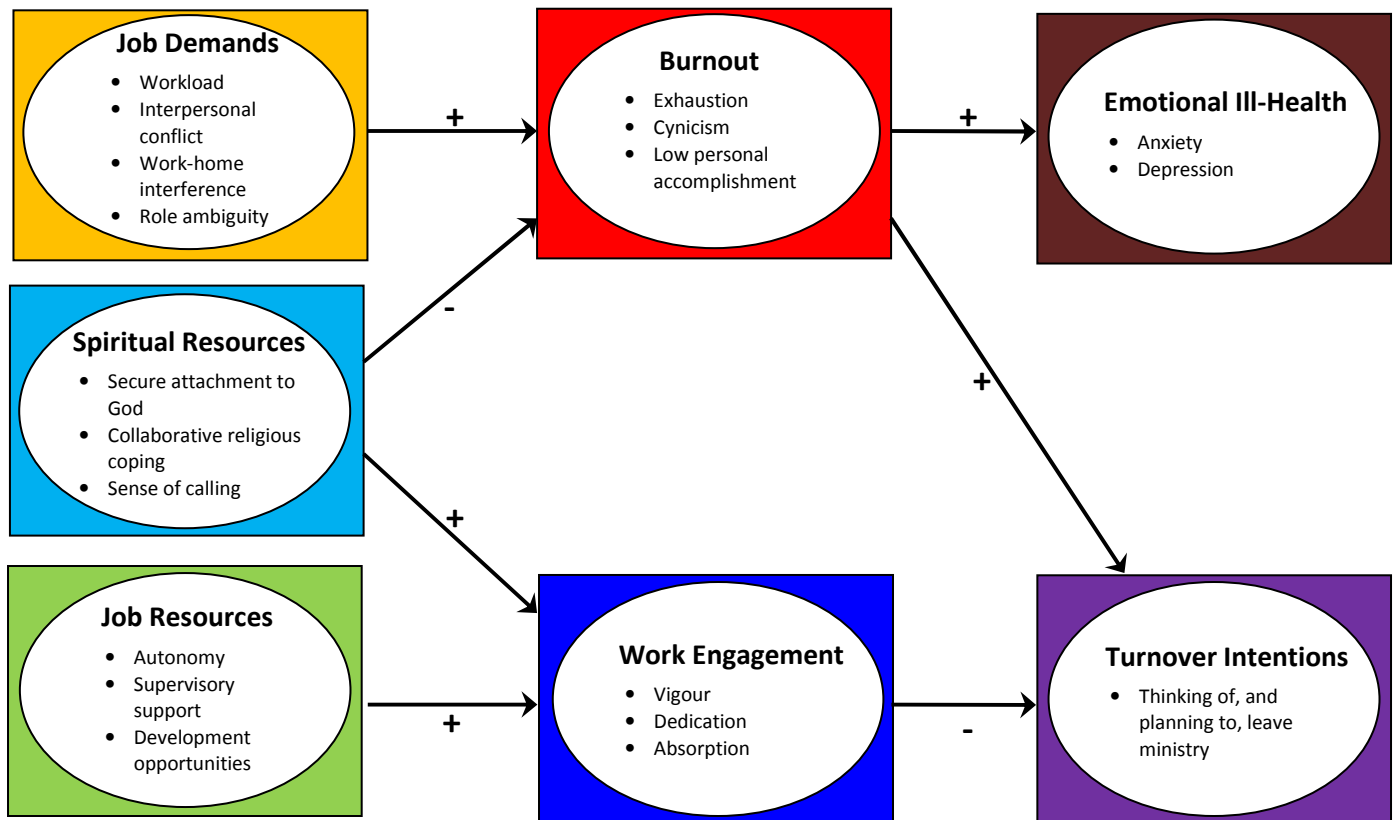 Job Demands
• Workload
• Interpersonal
conflict
• Work-home
interference
• Role ambiguity
+
Burnout
• Exhaustion
• Cynicism
• Low personal
accomplishment
+
Emotional Ill-Health
• Anxiety
• Depression
Spiritual Resources
• Secure attachment to
God
• Collaborative religious
coping
• Sense of calling
-
+
+
Job Resources
• Autonomy
• Supervisory
support
• Development
opportunities
+
Work Engagement
• Vigour
• Dedication
• Absorption
-
Turnover Intentions
• Thinking of, and
planning to, leave
ministry